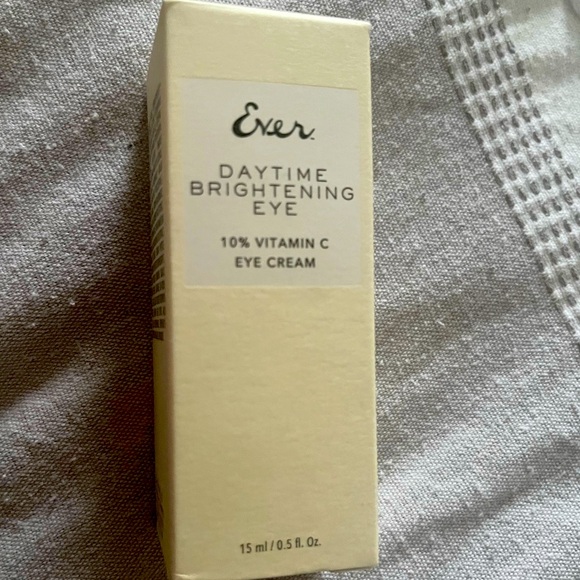 Ever.
DAYTIME
BRIGHTENING
EYE
10% VITAMIN C
EYE CREAM
15 ml / 0.5 fl. Oz.